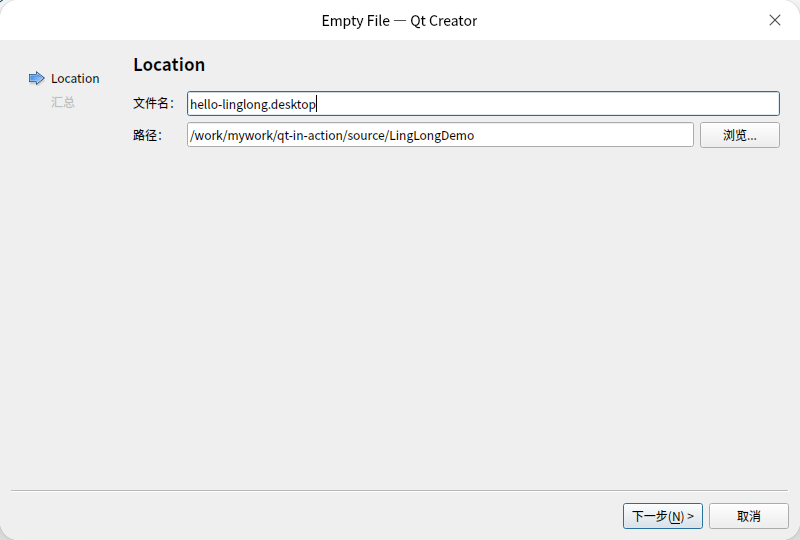 Empty File — Qt Creator
Location
Location
汇总
文件名：
hello-linglong.desktop
路径：
/work/mywork/qt-in-action/source/LingLongDemo
浏览...
下一步(N) >
取消